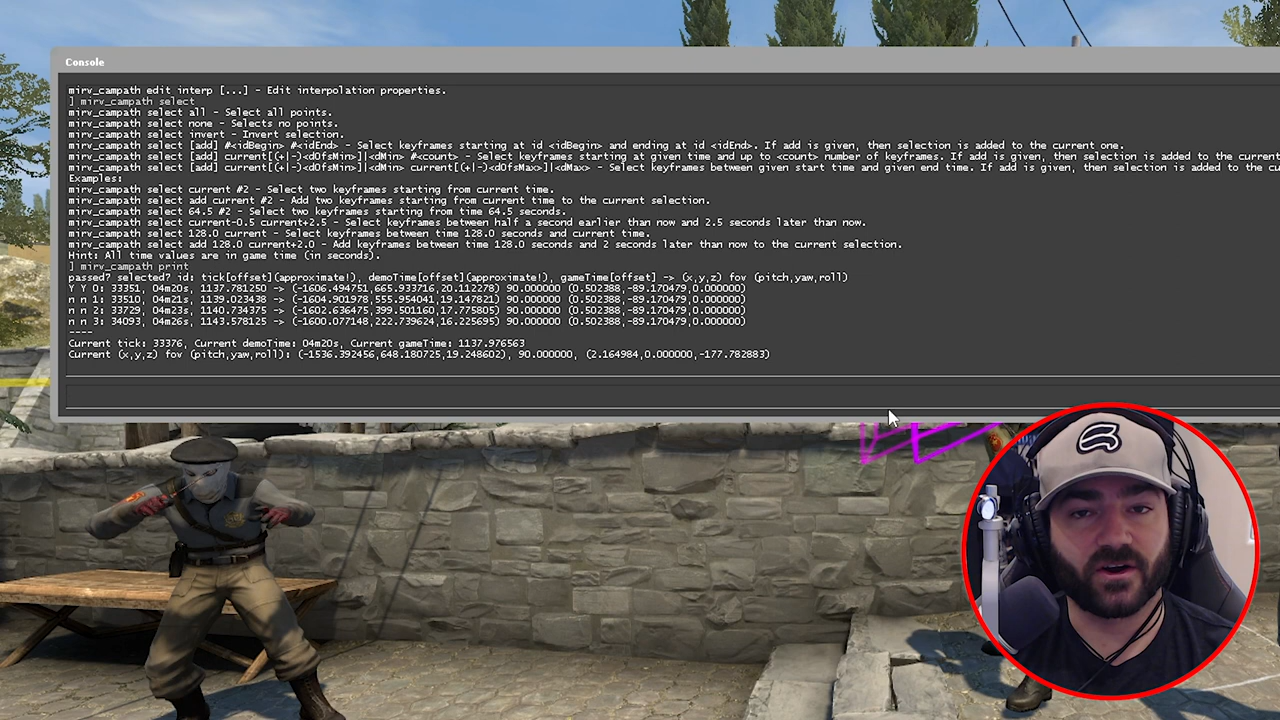 Console
mirv_campath edit interp [...] - Edit interpolation properties.
] mirv_campath select
mirv_campath select all - Select all points.
mirv_campath select none - Selects no points.
mirv_campath select invert - Invert selection.
mirv_campath select [add] #<idBegin> #<idEnd> - Select keyframes starting at id <idBegin> and ending at id <idEnd>. If add is given, then selection is added to the current one.
mirv_campath select [add] current[(+|-)<dOfsMin>]|<dMin> #<count> - Select keyframes starting at given time and up to <count> number of keyframes. If add is given, then selection is added to the current
mirv_campath select [add] current[(+|-)<dOfsMin>]|<dMin> current[(+|-)<dOfsMax>]|<dMax> - Select keyframes between given start time and given end time. If add is given, then selection is added to the cu
Examples:
mirv_campath select current #2 - Select two keyframes starting from current time.
mirv_campath select add current #2 - Add two keyframes starting from current time to the current selection.
mirv_campath select 64.5 #2 - Select two keyframes starting from time 64.5 seconds.
mirv_campath select current-0.5 current+2.5 - Select keyframes between half a second earlier than now and 2.5 seconds later than now.
mirv_campath select 128.0 current - Select keyframes between time 128.0 seconds and current time.
mirv_campath select add 128.0 current+2.0 - Add keyframes between time 128.0 seconds and 2 seconds later than now to the current selection.
Hint: All time values are in game time (in seconds).
] mirv_campath print
passed? selected? id: tick[offset](approximate!), demoTime[offset](approximate!), gameTime[offset] -> (x,y,z) fov (pitch,yaw,roll)
Y Y 0: 33351, 04m20s, 1137.781250 -> (-1606.494751,665.933716,20.112278) 90.000000 (0.502388,-89.170479,0.000000)
n n 1: 33510, 04m21s, 1139.023438 -> (-1604.901978,555.954041,19.147821) 90.000000 (0.502388,-89.170479,0.000000)
n n 2: 33729, 04m23s, 1140.734375 -> (-1602.636475,399.501160,17.775805) 90.000000 (0.502388,-89.170479,0.000000)
n n 3: 34093, 04m26s, 1143.578125 -> (-1600.077148,222.739624,16.225695) 90.000000 (0.502388,-89.170479,0.000000)
----
Current tick: 33376, Current demoTime: 04m20s, Current gameTime: 1137.976563
Current (x,y,z) fov (pitch,yaw,roll): (-1536.392456,648.180725,19.248602), 90.000000, (2.164984,0.000000,-177.782883)